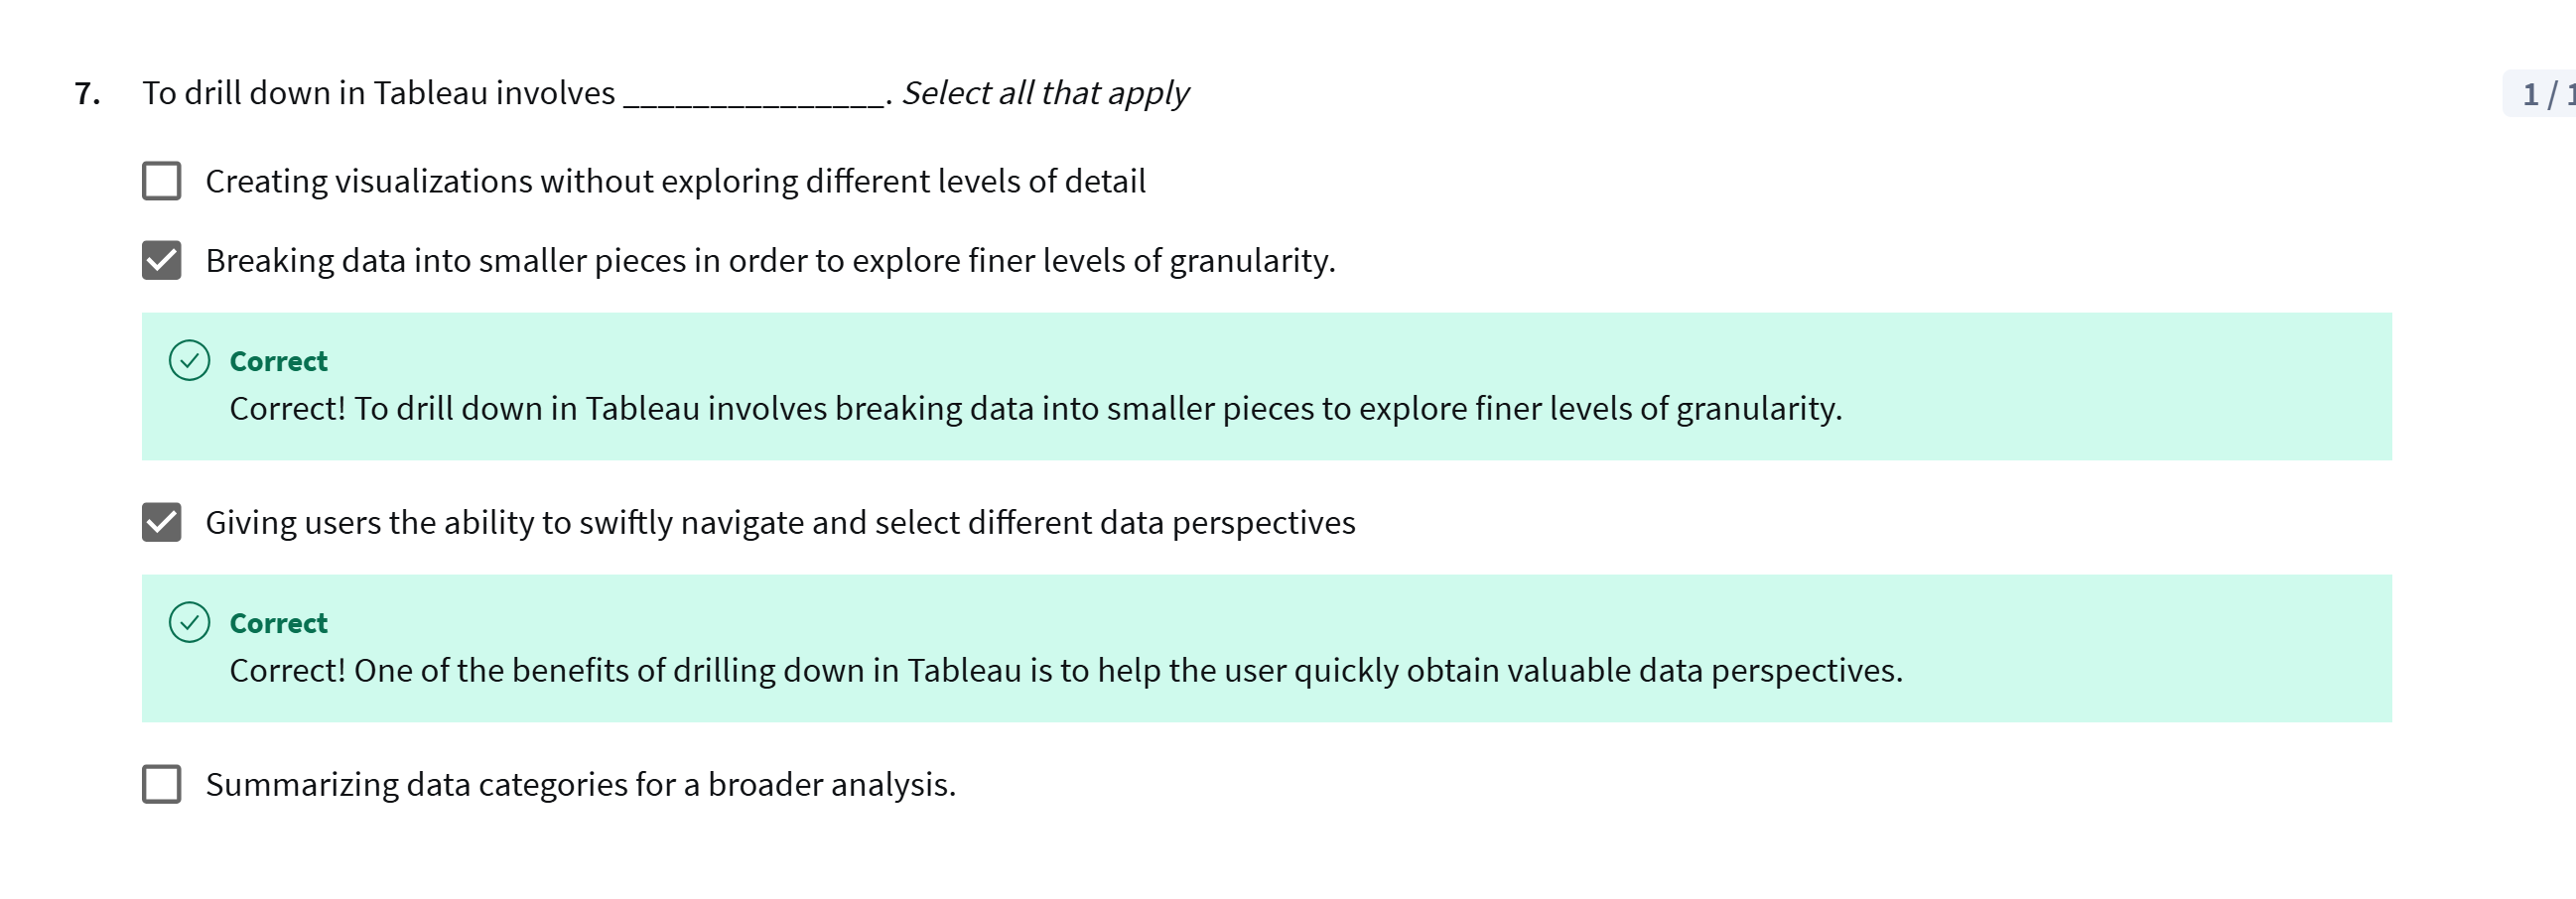 7. To drill down in Tableau involves _______________. Select all that apply
1 / 1
Creating visualizations without exploring different levels of detail
Breaking data into smaller pieces in order to explore finer levels of granularity.
Correct
Correct! To drill down in Tableau involves breaking data into smaller pieces to explore finer levels of granularity.
Giving users the ability to swiftly navigate and select different data perspectives
Correct
Correct! One of the benefits of drilling down in Tableau is to help the user quickly obtain valuable data perspectives.
Summarizing data categories for a broader analysis.